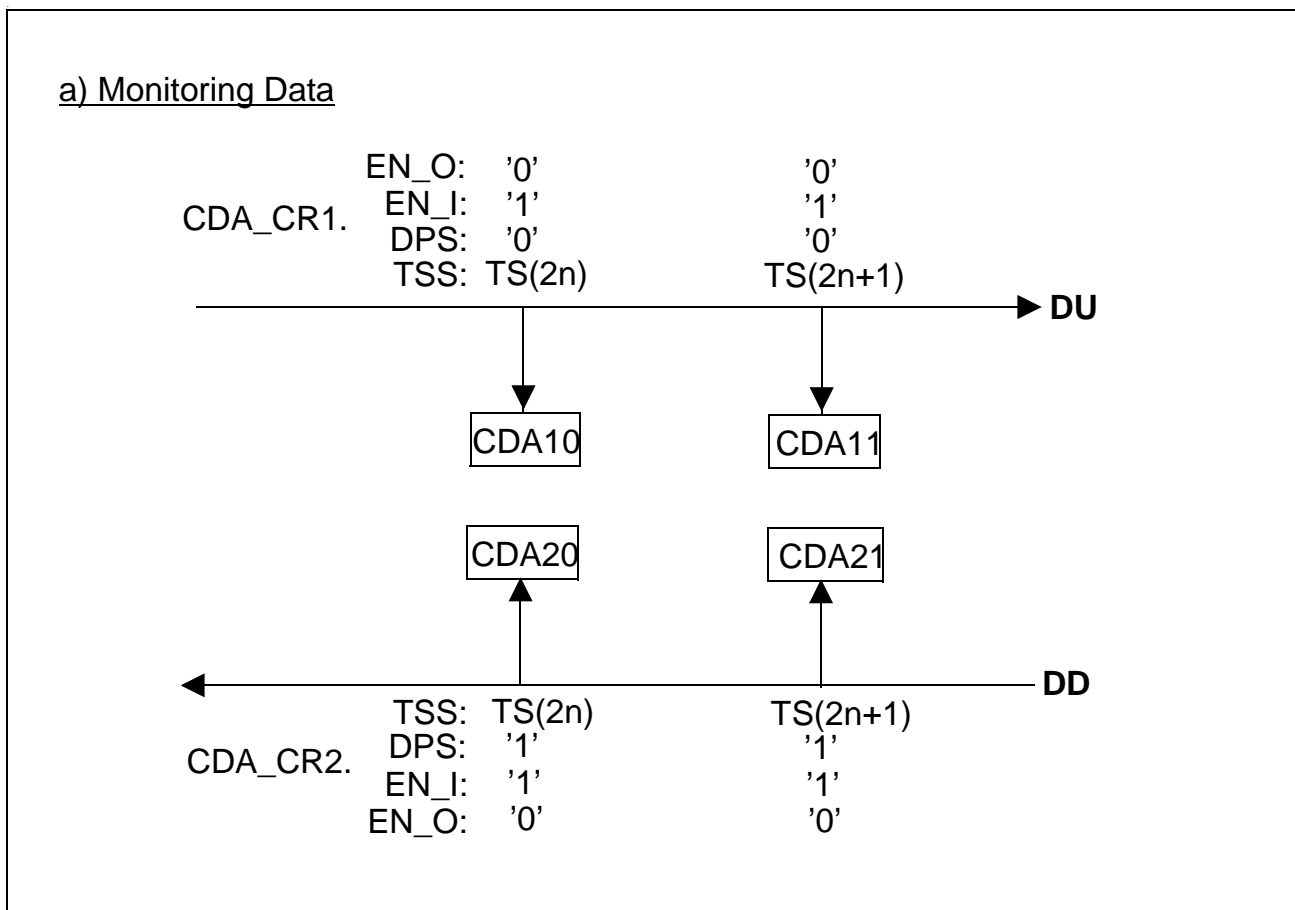 a) Monitoring Data
EN_O: '0' '0'
EN_I: '1' '1'
CDA_CR1.
DPS: '0' '0'
TSS: TS(2n) TS(2n+1)
DU
CDA10 CDA11
CDA20 CDA21
DD
TSS: TS(2n) TS(2n+1)
DPS: '1' '1'
CDA_CR2.
EN_I: '1' '1'
EN_O: '0' '0'